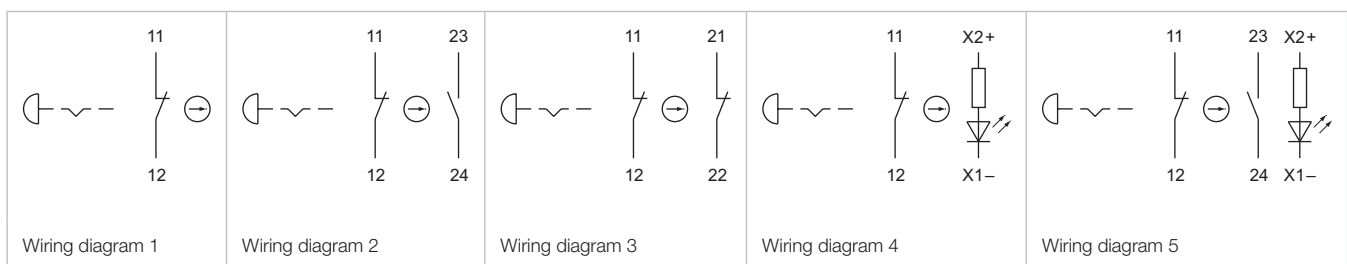 11
12
Wiring diagram 1
11 23
12 24
Wiring diagram 2
11 21
12 22
Wiring diagram 3
11 X2+
12 X1–
Wiring diagram 4
11 23 X2+
12 24 X1–
Wiring diagram 5